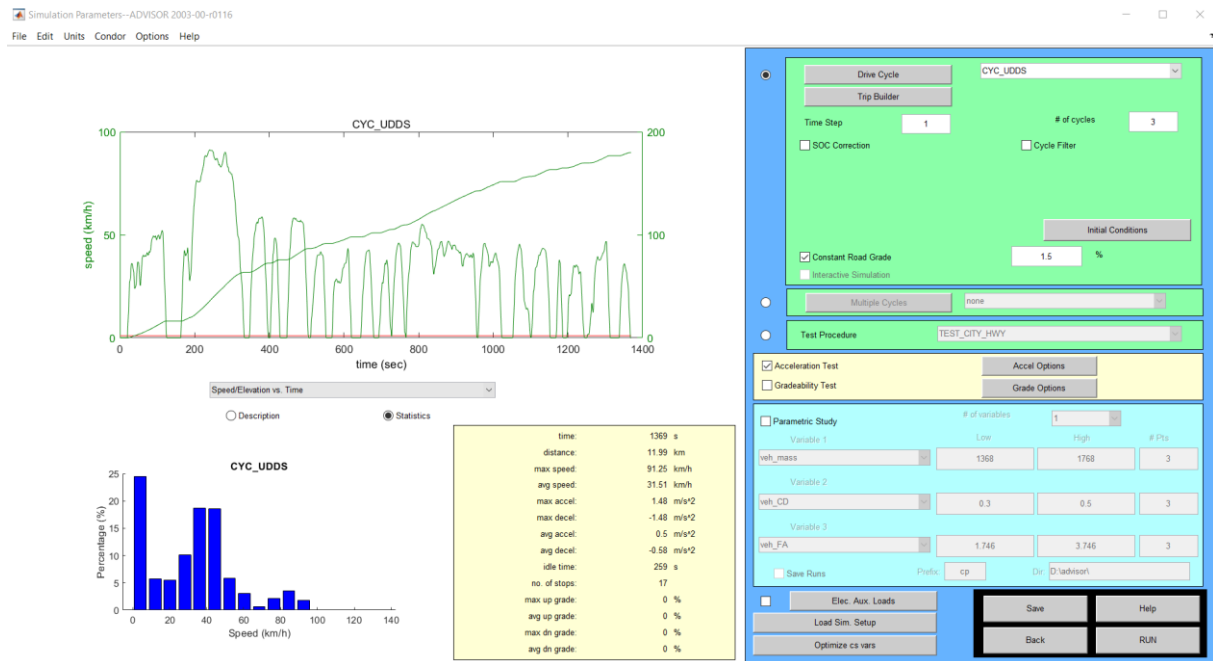 Simulation Parameters--ADVISOR 2003-00-r0116
File Edit Units Condor Options Help
CYC_UDDS
100
50
0
speed (km/h)
200
100
0
0 200 400 600 800 1000 1200 1400
time (sec)
Speed/Elevation vs. Time
Description
Statistics
CYC_UDDS
25
20
15
10
5
0
Percentage (%)
0 20 40 60 80 100 120 140
Speed (km/h)
time: 1369 s
distance: 11.99 km
max speed: 91.25 km/h
avg speed: 31.51 km/h
max accel: 1.48 m/s^2
max decel: -1.48 m/s^2
avg accel: 0.5 m/s^2
avg decel: -0.58 m/s^2
idle time: 259 s
no. of stops: 17
max up grade: 0 %
avg up grade: 0 %
max dn grade: 0 %
avg dn grade: 0 %
Drive Cycle CYC_UDDS
Trip Builder
Time Step 1 # of cycles 3
SOC Correction Cycle Filter
Initial Conditions
Constant Road Grade 1.5 %
Interactive Simulation
Multiple Cycles none
Test Procedure TEST_CITY_HWY
Acceleration Test Accel Options
Gradeability Test Grade Options
Parametric Study # of variables 1
Variable 1 Low High # Pts
veh_mass 1368 1768 3
Variable 2
veh_CD 0.3 0.5 3
Variable 3
veh_FA 1.746 3.746 3
Save Runs Prefix cp Dir D:\advisor\
Elec. Aux. Loads
Load Sim. Setup
Optimize cs vars
Save Help
Back RUN